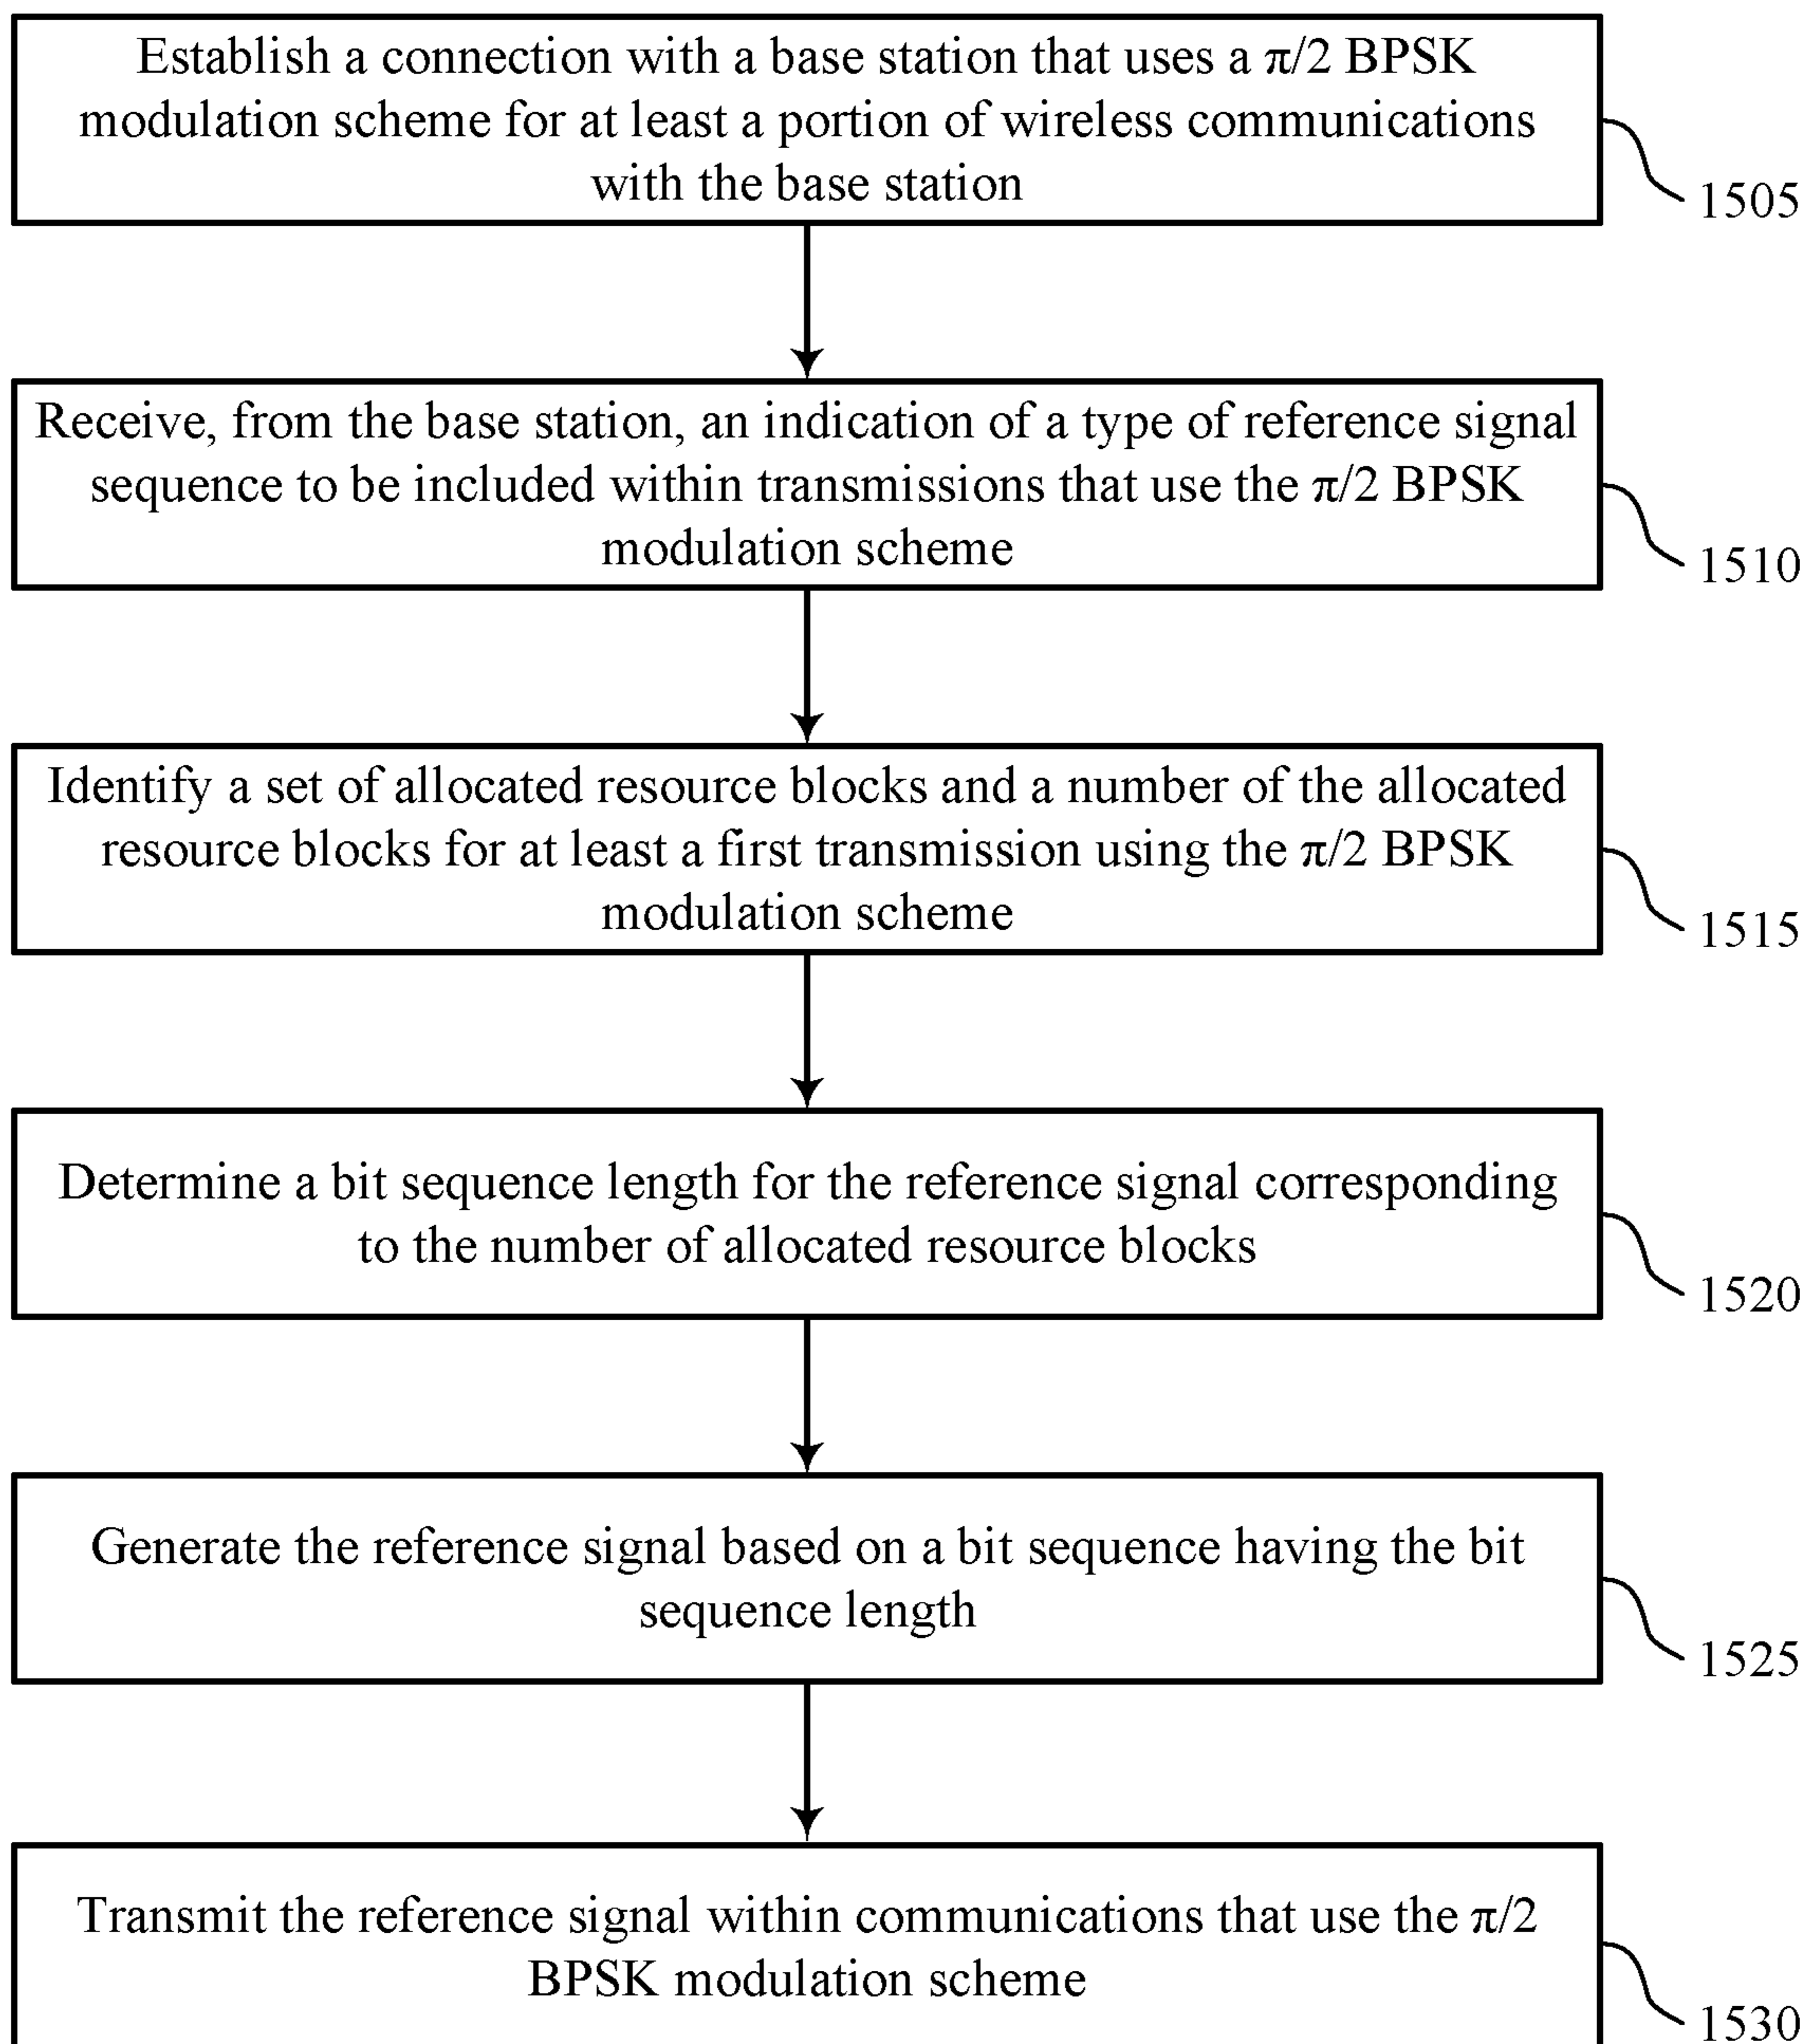 Establish a connection with a base station that uses a π/2 BPSK
modulation scheme for at least a portion of wireless communications
with the base station
1505
Receive, from the base station, an indication of a type of reference signal
sequence to be included within transmissions that use the π/2 BPSK
modulation scheme
1510
Identify a set of allocated resource blocks and a number of the allocated
resource blocks for at least a first transmission using the π/2 BPSK
modulation scheme
1515
Determine a bit sequence length for the reference signal corresponding
to the number of allocated resource blocks
1520
Generate the reference signal based on a bit sequence having the bit
sequence length
1525
Transmit the reference signal within communications that use the π/2
BPSK modulation scheme
1530